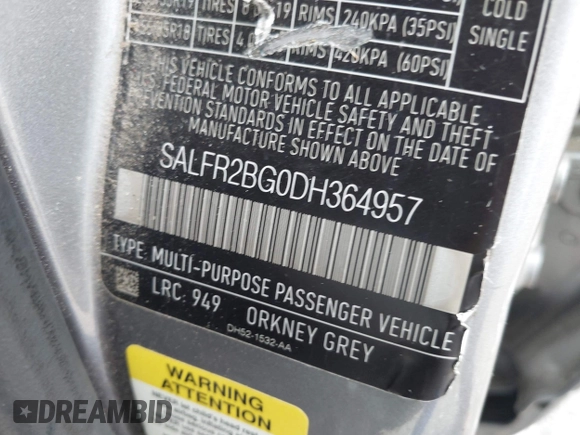 TIRES RIMS 240KPA (35PSI) COLD
TIRES RIMS 420KPA (60PSI) SINGLE
THIS VEHICLE CONFORMS TO ALL APPLICABLE
U.S. FEDERAL MOTOR VEHICLE SAFETY AND THEFT
PREVENTION STANDARDS IN EFFECT ON THE DATE OF
MANUFACTURE SHOWN ABOVE
SALFR2BG0DH364957
TYPE: MULTI-PURPOSE PASSENGER VEHICLE
LRC: 949 ORKNEY GREY
DH52-1532-AA
WARNING
ATTENTION
DREAMBID